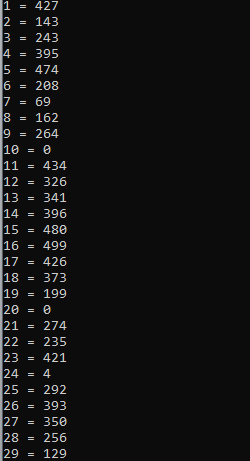 1 = 427
2 = 143
3 = 243
4 = 395
5 = 474
6 = 208
7 = 69
8 = 162
9 = 264
10 = 0
11 = 434
12 = 326
13 = 341
14 = 396
15 = 480
16 = 499
17 = 426
18 = 373
19 = 199
20 = 0
21 = 274
22 = 235
23 = 421
24 = 4
25 = 292
26 = 393
27 = 350
28 = 256
29 = 129